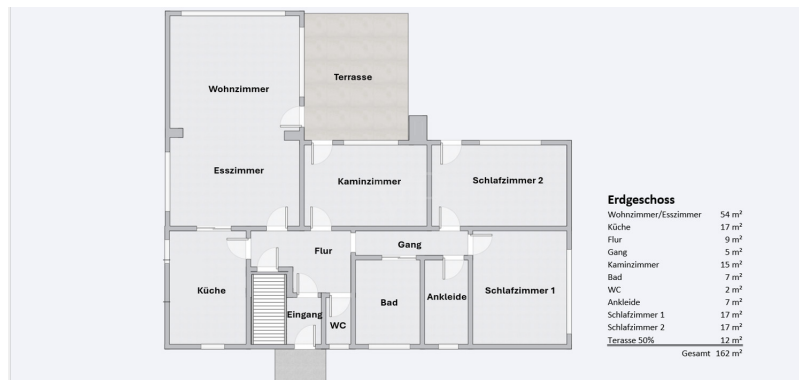 Wohnzimmer
Terrasse
Esszimmer
Kaminzimmer
Schlafzimmer 2
Flur
Gang
Küche
Eingang
WC
Bad
Ankleide
Schlafzimmer 1
Erdgeschoss
Wohnzimmer/Esszimmer 54 m²
Küche 17 m²
Flur 9 m²
Gang 5 m²
Kaminzimmer 15 m²
Bad 7 m²
WC 2 m²
Ankleide 7 m²
Schlafzimmer 1 17 m²
Schlafzimmer 2 17 m²
Terasse 50% 12 m²
Gesamt 162 m²